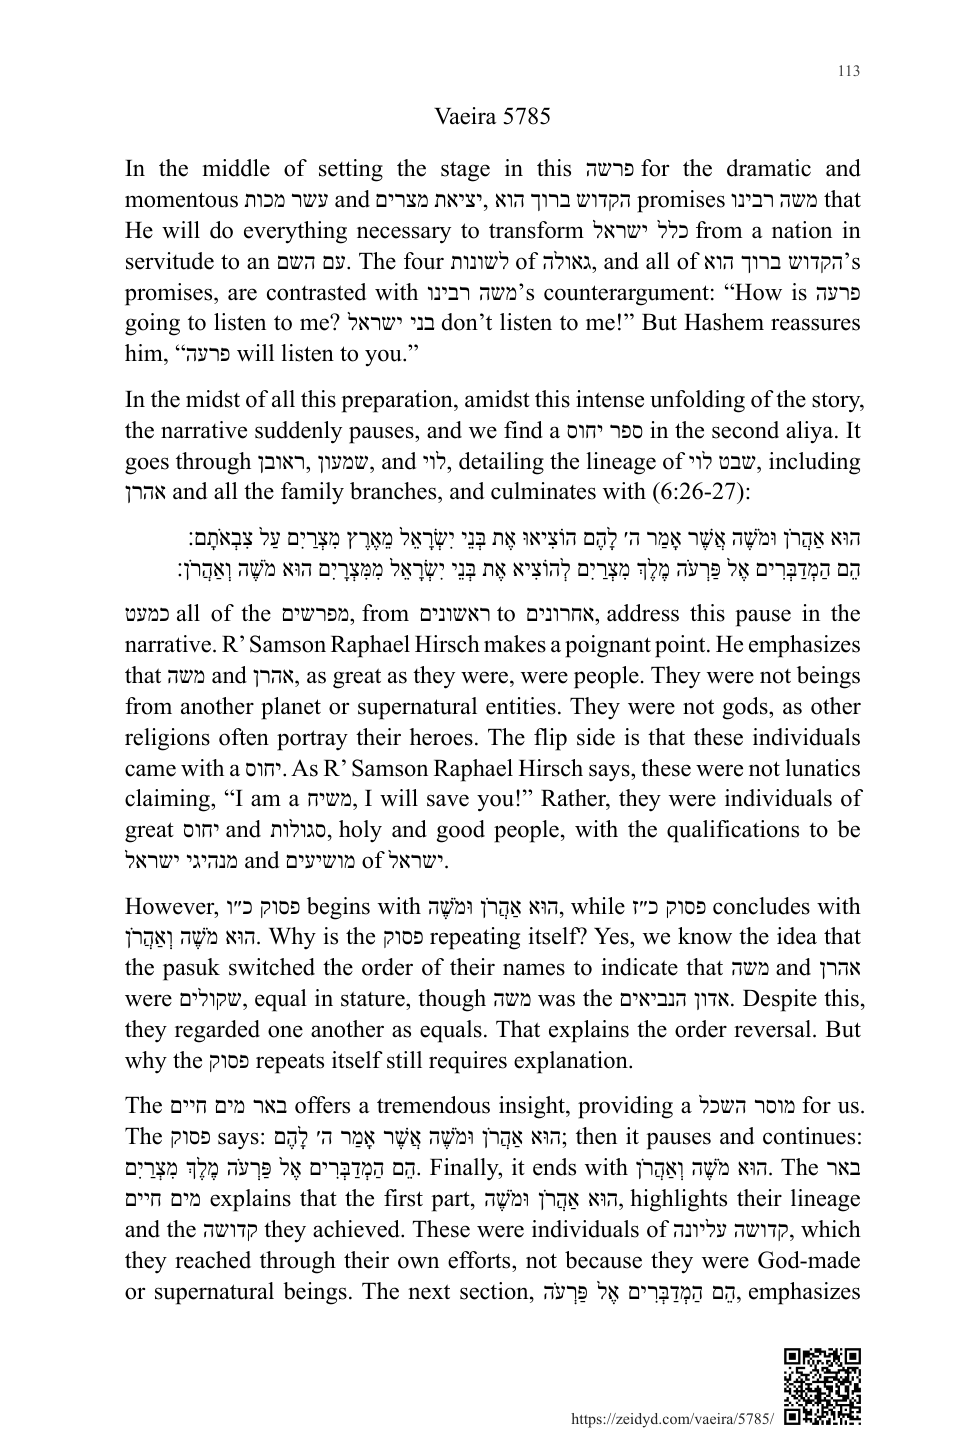 113
Vaeira 5785
In the middle of setting the stage in this פרשה for the dramatic and
momentous עשר מכות and יציאת מצרים, הקדוש ברוך הוא promises משה רבינו that
He will do everything necessary to transform כלל ישראל from a nation in
servitude to an עם השם. The four לשונות of גאולה, and all of הקדוש ברוך הוא's
promises, are contrasted with משה רבינו's counterargument: “How is פרעה
going to listen to me? בני ישראל don’t listen to me!” But Hashem reassures
him, “פרעה will listen to you.”
In the midst of all this preparation, amidst this intense unfolding of the story,
the narrative suddenly pauses, and we find a ספר יחוס in the second aliya. It
goes through ראובן, שמעון, and לוי, detailing the lineage of שבט לוי, including
אהרן and all the family branches, and culminates with (6:26-27):
הוּא אַהֲרֹן וּמֹשֶׁה אֲשֶׁר אָמַר ה׳ לָהֶם הוֹצִיאוּ אֶת בְּנֵי יִשְׂרָאֵל מֵאֶרֶץ מִצְרַיִם עַל צִבְאֹתָם:
הֵם הַמְדַבְּרִים אֶל פַּרְעֹה מֶלֶךְ מִצְרַיִם לְהוֹצִיא אֶת בְּנֵי יִשְׂרָאֵל מִמִּצְרָיִם הוּא מֹשֶׁה וְאַהֲרֹן:
כמעט all of the מפרשים, from ראשונים to אחרונים, address this pause in the
narrative. R’ Samson Raphael Hirsch makes a poignant point. He emphasizes
that משה and אהרן, as great as they were, were people. They were not beings
from another planet or supernatural entities. They were not gods, as other
religions often portray their heroes. The flip side is that these individuals
came with a יחוס. As R’ Samson Raphael Hirsch says, these were not lunatics
claiming, “I am a משיח, I will save you!” Rather, they were individuals of
great יחוס and סגולות, holy and good people, with the qualifications to be
מנהיגי ישראל and מושיעים of ישראל.
However, פסוק כ״ו begins with הוּא אַהֲרֹן וּמֹשֶׁה, while פסוק כ״ז concludes with
הוּא מֹשֶׁה וְאַהֲרֹן. Why is the פסוק repeating itself? Yes, we know the idea that
the pasuk switched the order of their names to indicate that משה and אהרן
were שקולים, equal in stature, though משה was the אדון הנביאים. Despite this,
they regarded one another as equals. That explains the order reversal. But
why the פסוק repeats itself still requires explanation.
The באר מים חיים offers a tremendous insight, providing a מוסר השכל for us.
The פסוק says: הוּא אַהֲרֹן וּמֹשֶׁה אֲשֶׁר אָמַר ה׳ לָהֶם; then it pauses and continues:
הֵם הַמְדַבְּרִים אֶל פַּרְעֹה מֶלֶךְ מִצְרַיִם. Finally, it ends with הוּא מֹשֶׁה וְאַהֲרֹן. The באר
מים חיים explains that the first part, הוּא אַהֲרֹן וּמֹשֶׁה, highlights their lineage
and the קדושה they achieved. These were individuals of קדושה עליונה, which
they reached through their own efforts, not because they were God-made
or supernatural beings. The next section, הֵם הַמְדַבְּרִים אֶל פַּרְעֹה, emphasizes
https://zeidyd.com/vaeira/5785/